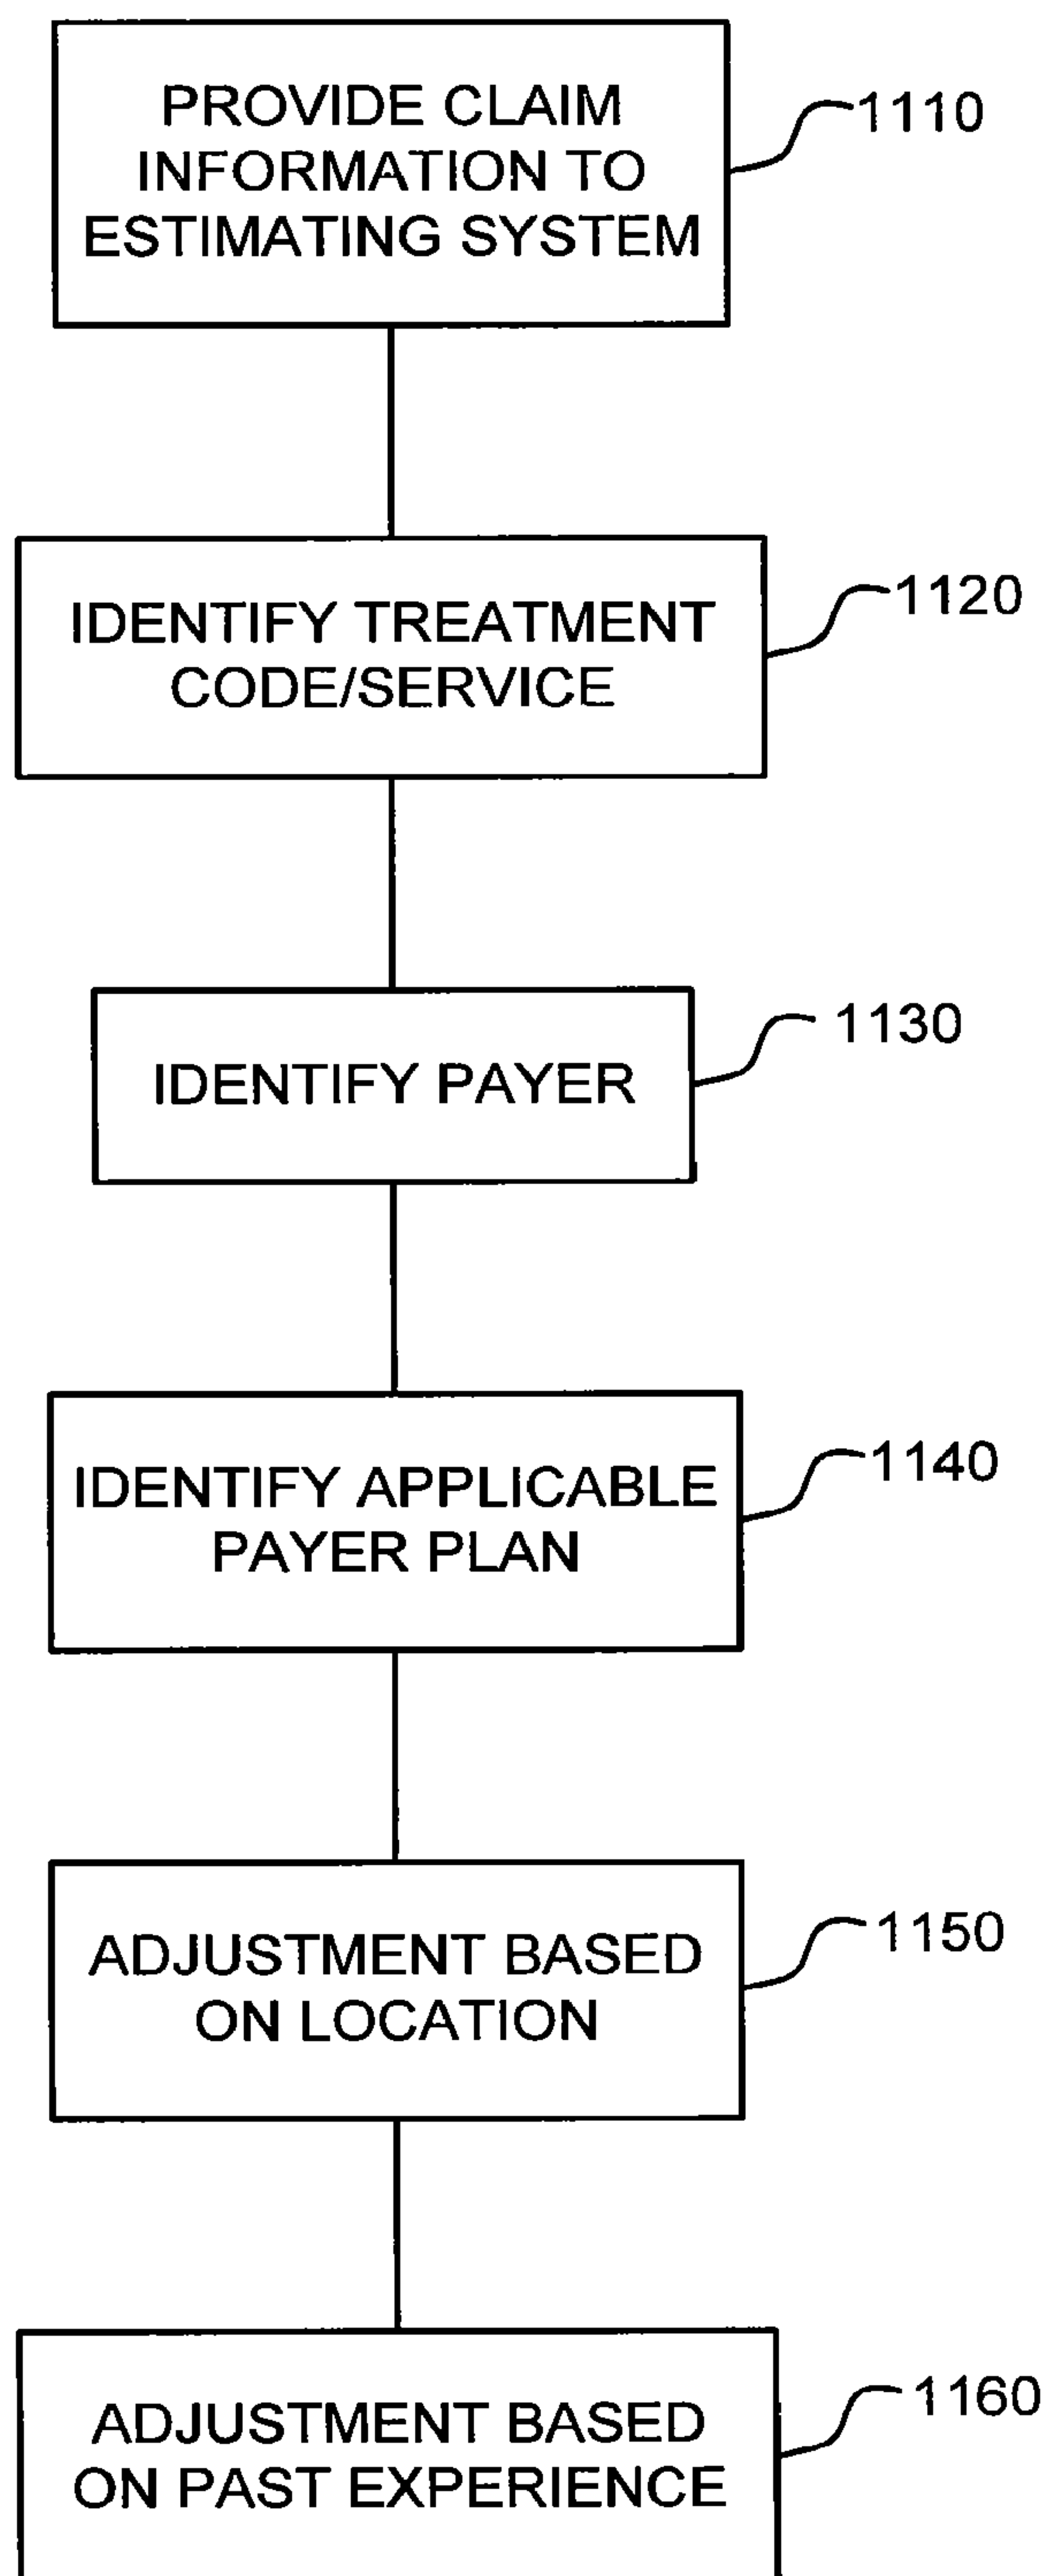 PROVIDE CLAIM
INFORMATION TO
ESTIMATING SYSTEM
1110
IDENTIFY TREATMENT
CODE/SERVICE
1120
IDENTIFY PAYER
1130
IDENTIFY APPLICABLE
PAYER PLAN
1140
ADJUSTMENT BASED
ON LOCATION
1150
ADJUSTMENT BASED
ON PAST EXPERIENCE
1160